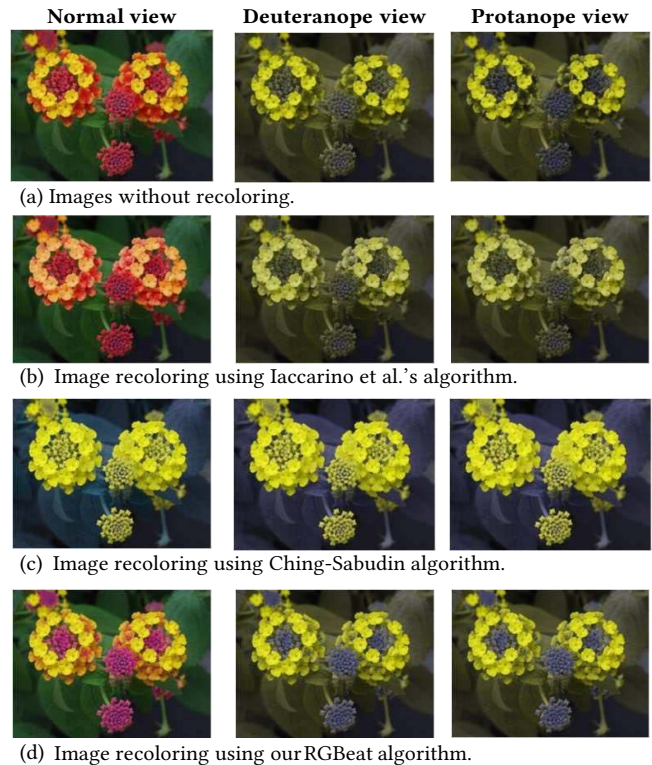 Normal view Deuteranope view Protanope view
(a) Images without recoloring.
(b) Image recoloring using Iaccarino et al.'s algorithm.
(c) Image recoloring using Ching-Sabudin algorithm.
(d) Image recoloring using our RGBeat algorithm.